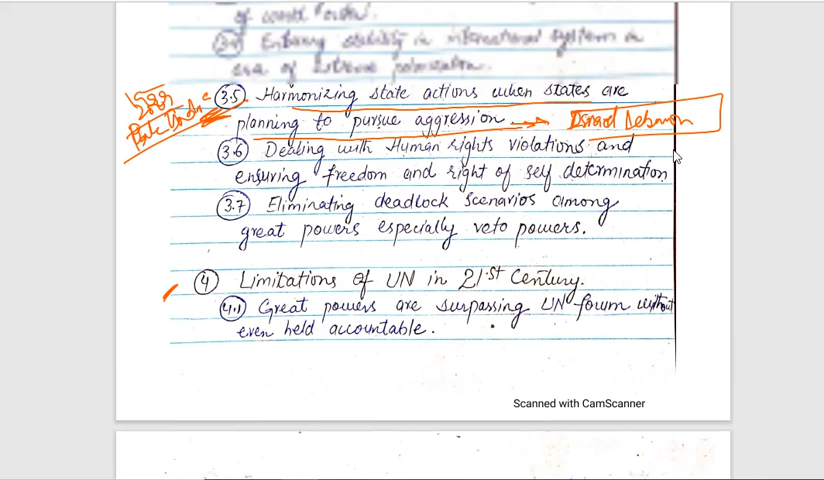 of world order.
3.4 Ensuring stability in international system in
era of extreme polarization.
3.5. Harmonizing state actions when states are
planning to pursue aggression → Israel Lebanon
3.6 Dealing with Human rights violations and
ensuring freedom and right of self determination
3.7 Eliminating deadlock scenarios among
great powers especially veto powers.
4 Limitations of UN in 21st Century.
4.1 Great powers are surpassing UN forum without
even held accountable.
Scanned with CamScanner